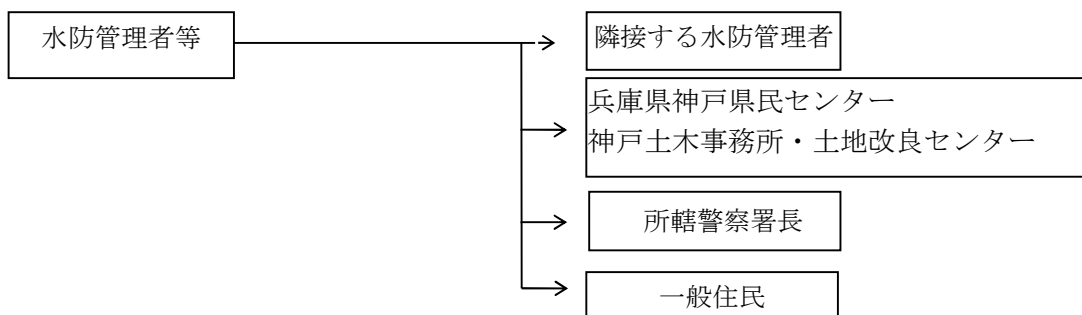 水防管理者等
隣接する水防管理者
兵庫県神戸県民センター
神戸土木事務所・土地改良センター
所轄警察署長
一般住民